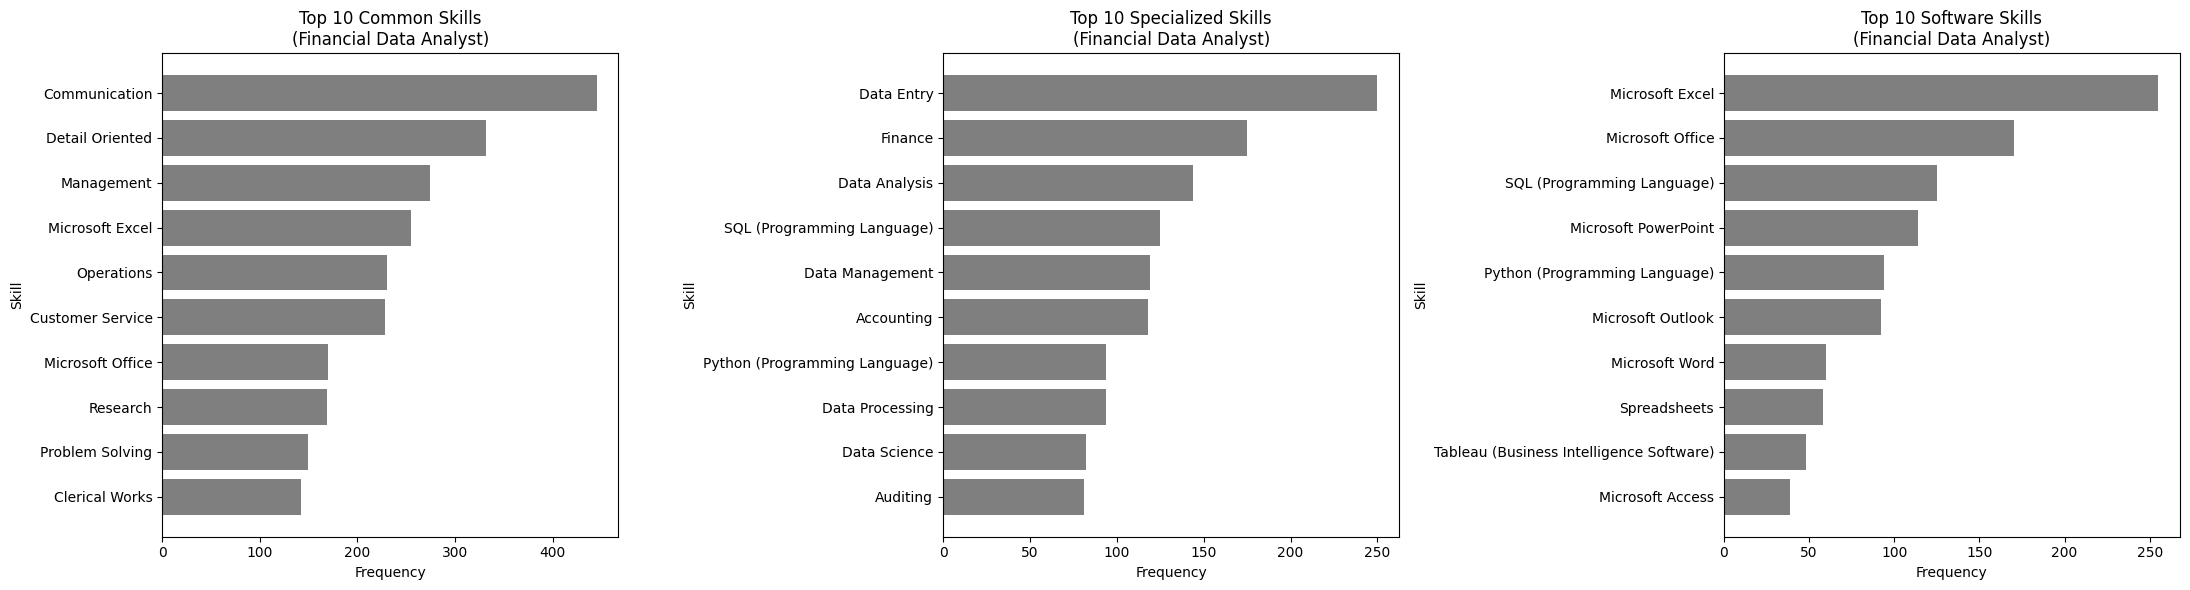 Top 10 Common Skills
(Financial Data Analyst)
Skill
Communication
Detail Oriented
Management
Microsoft Excel
Operations
Customer Service
Microsoft Office
Research
Problem Solving
Clerical Works
0 100 200 300 400
Frequency
Top 10 Specialized Skills
(Financial Data Analyst)
Skill
Data Entry
Finance
Data Analysis
SQL (Programming Language)
Data Management
Accounting
Python (Programming Language)
Data Processing
Data Science
Auditing
0 50 100 150 200 250
Frequency
Top 10 Software Skills
(Financial Data Analyst)
Skill
Microsoft Excel
Microsoft Office
SQL (Programming Language)
Microsoft PowerPoint
Python (Programming Language)
Microsoft Outlook
Microsoft Word
Spreadsheets
Tableau (Business Intelligence Software)
Microsoft Access
0 50 100 150 200 250
Frequency